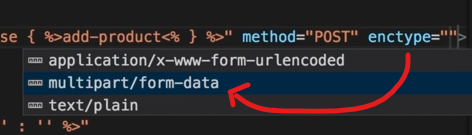 se { %>add-product<% } %>" method="POST" enctype="">
application/x-www-form-urlencoded
multipart/form-data
text/plain
' : '' %>"